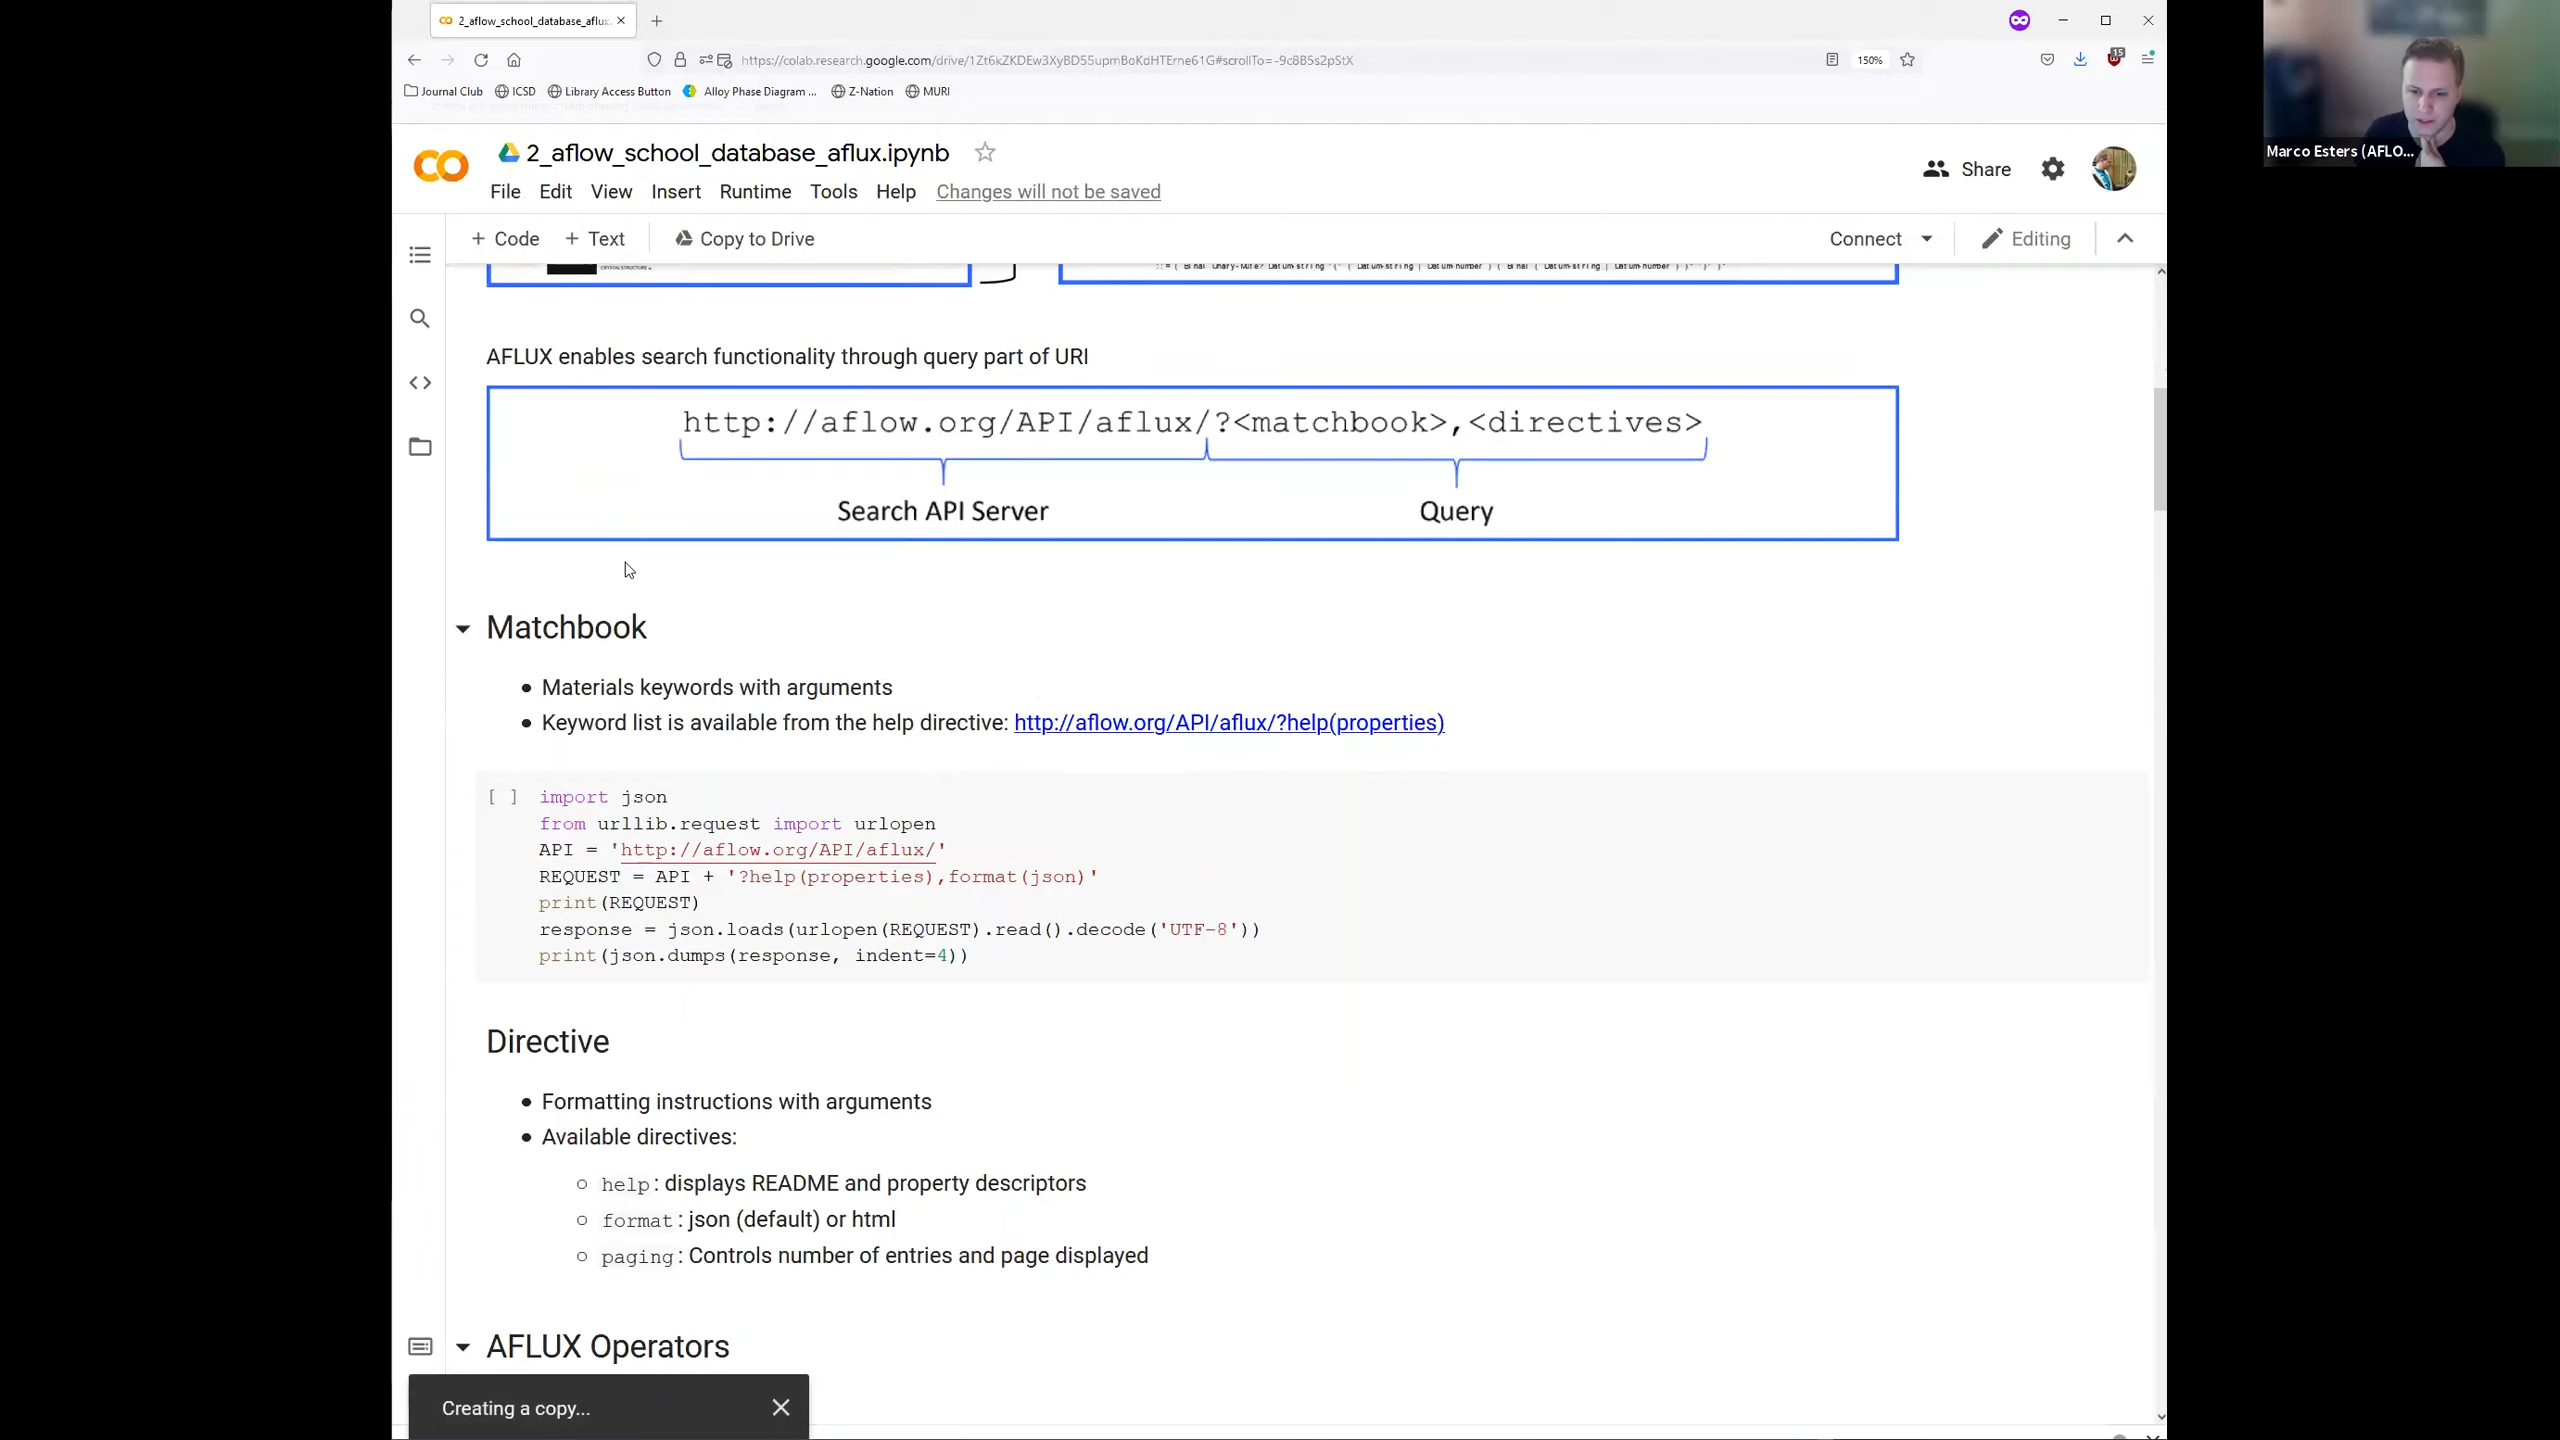 2_aflow_school_database_aflux.
https://colab.research.google.com/drive/1Zt6kZKDEw3XyBD55upmBoKdHTErne61G#scrollTo=-9c8B5s2pStX
150%
15
Journal Club
ICSD
Library Access Button
Alloy Phase Diagram ...
Z-Nation
MURI
2_aflow_school_database_aflux.ipynb
Share
File Edit View Insert Runtime Tools Help Changes will not be saved
+ Code + Text Copy to Drive
Connect
Editing
AFLUX enables search functionality through query part of URI
http://aflow.org/API/aflux/?<matchbook>,<directives>
Search API Server
Query
Matchbook
• Materials keywords with arguments
• Keyword list is available from the help directive: http://aflow.org/API/aflux/?help(properties)
[ ] import json
from urllib.request import urlopen
API = 'http://aflow.org/API/aflux/'
REQUEST = API + '?help(properties),format(json)'
print(REQUEST)
response = json.loads(urlopen(REQUEST).read().decode('UTF-8'))
print(json.dumps(response, indent=4))
Directive
• Formatting instructions with arguments
• Available directives:
help : displays README and property descriptors
format : json (default) or html
paging : Controls number of entries and page displayed
AFLUX Operators
Creating a copy...
Marco Esters (AFLO...